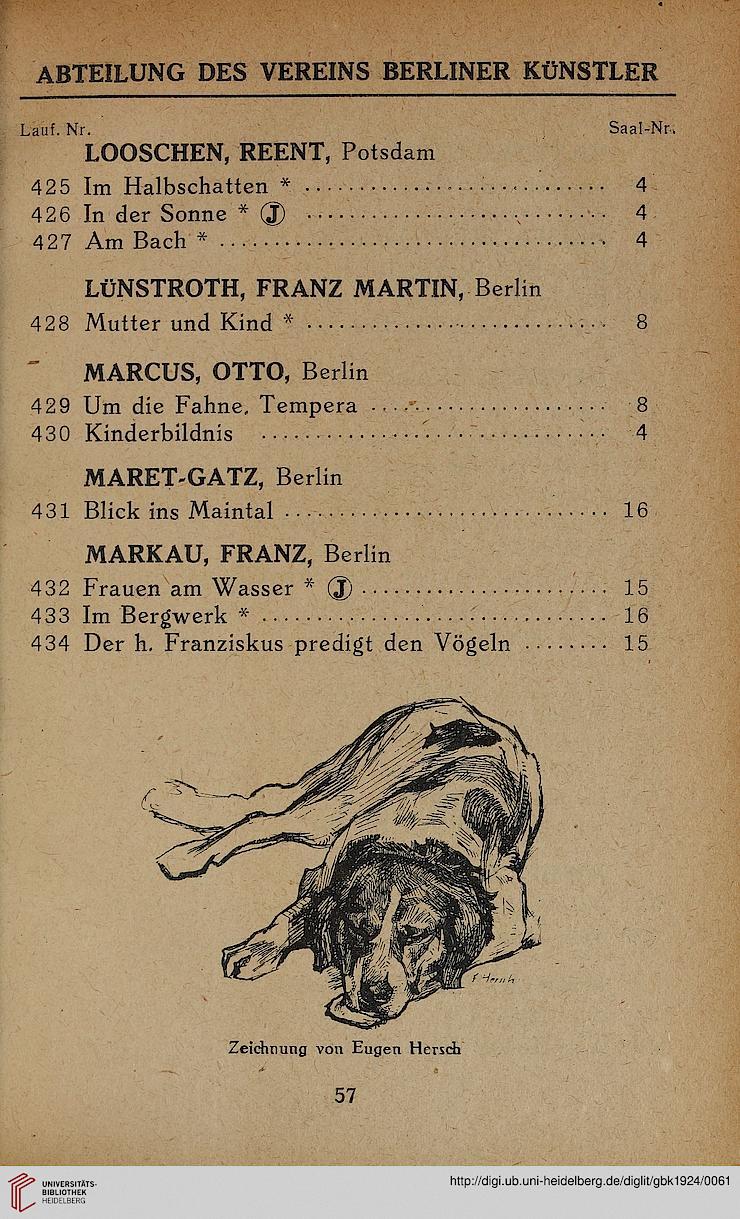 ABTEILUNG DES VEREINS BERLINER KÜNSTLER
Lauf. Nr. Saal-Nr.
LOOSCHEN, REENT, Potsdam
425 Im Halbschatten * 4
426 In der Sonne * Ⓙ 4
427 Am Bach * 4
LÜNSTROTH, FRANZ MARTIN, Berlin
428 Mutter und Kind * 8
MARCUS, OTTO, Berlin
429 Um die Fahne. Tempera 8
430 Kinderbildnis 4
MARET-GATZ, Berlin
431 Blick ins Maintal 16
MARKAU, FRANZ, Berlin
432 Frauen am Wasser * Ⓙ 15
433 Im Bergwerk * 16
434 Der h. Franziskus predigt den Vögeln 15
Zeichnung von Eugen Hersch
57
UNIVERSITÄTS-
BIBLIOTHEK
HEIDELBERG
http://digi.ub.uni-heidelberg.de/diglit/gbk1924/0061